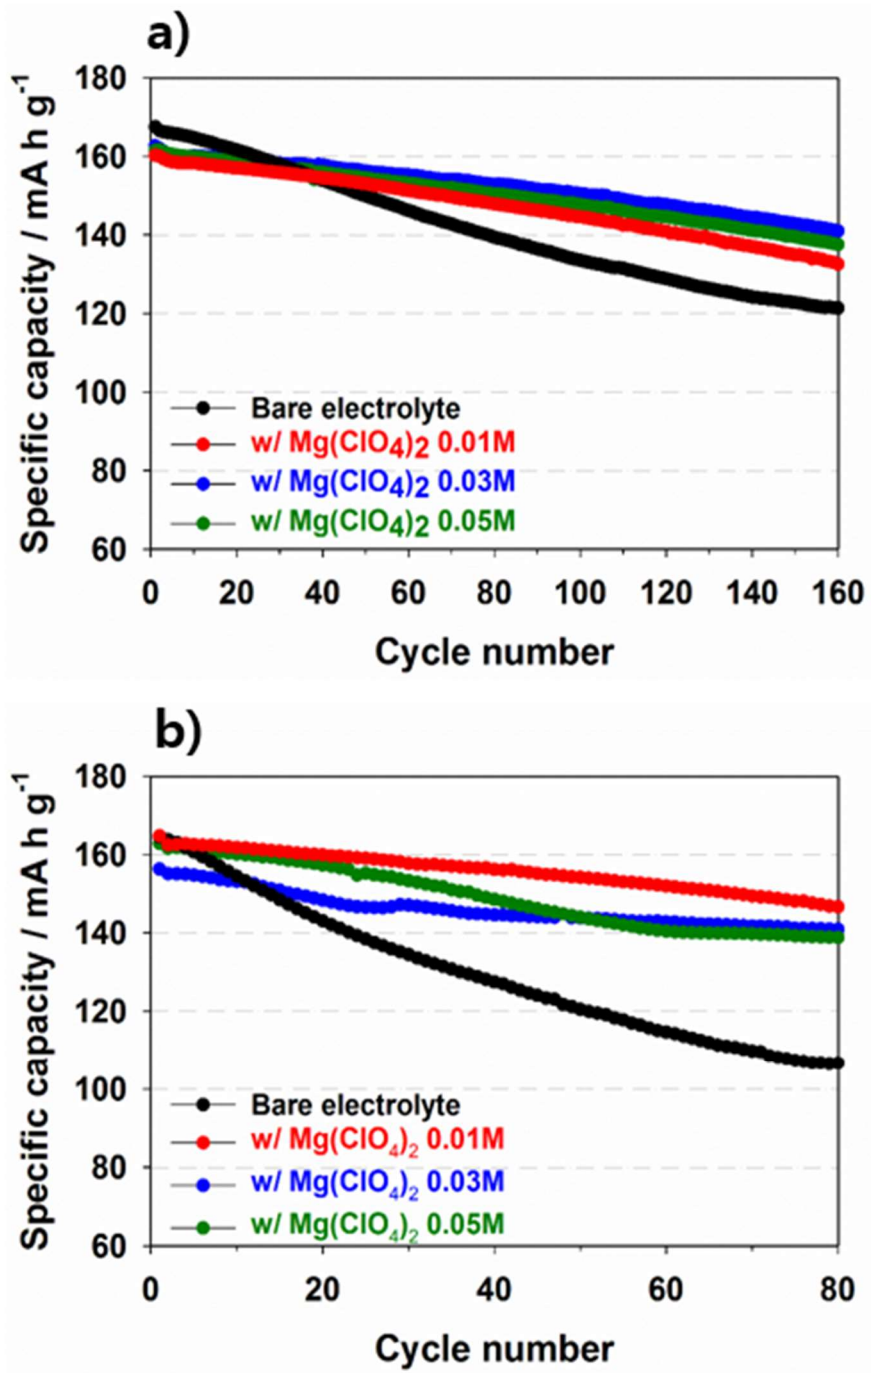 a)
180
160
140
120
100
80
60
Specific capacity / mA h g⁻¹
Bare electrolyte
w/ Mg(ClO4)2 0.01M
w/ Mg(ClO4)2 0.03M
w/ Mg(ClO4)2 0.05M
0 20 40 60 80 100 120 140 160
Cycle number
b)
180
160
140
120
100
80
60
Specific capacity / mA h g⁻¹
Bare electrolyte
w/ Mg(ClO₄)₂ 0.01M
w/ Mg(ClO₄)₂ 0.03M
w/ Mg(ClO₄)₂ 0.05M
0 20 40 60 80
Cycle number